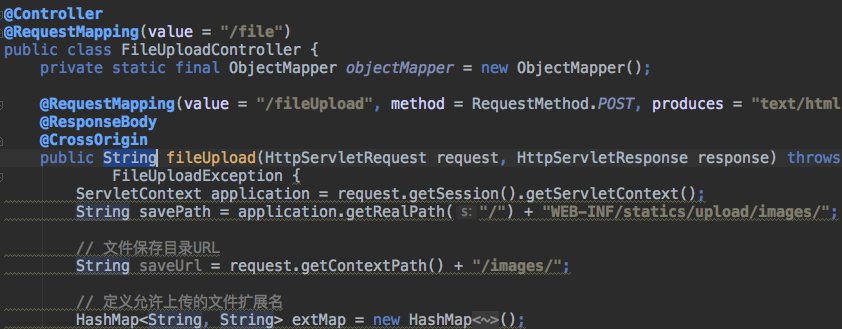 @Controller
@RequestMapping(value = "/file")
public class FileUploadController {
    private static final ObjectMapper objectMapper = new ObjectMapper();
    @RequestMapping(value = "/fileUpload", method = RequestMethod.POST, produces = "text/html
    @ResponseBody
    @CrossOrigin
    public String fileUpload(HttpServletRequest request, HttpServletResponse response) throws
            FileUploadException {
        ServletContext application = request.getSession().getServletContext();
        String savePath = application.getRealPath( s: "/") + "WEB-INF/statics/upload/images/";
        // 文件保存目录URL
        String saveUrl = request.getContextPath() + "/images/";
        // 定义允许上传的文件扩展名
        HashMap<String, String> extMap = new HashMap<~>();